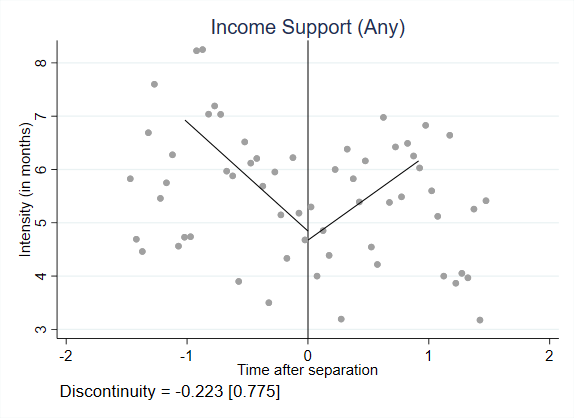 Income Support (Any)
Intensity (in months)
8
7
6
5
4
3
-2
-1
0
1
2
Time after separation
Discontinuity = -0.223 [0.775]